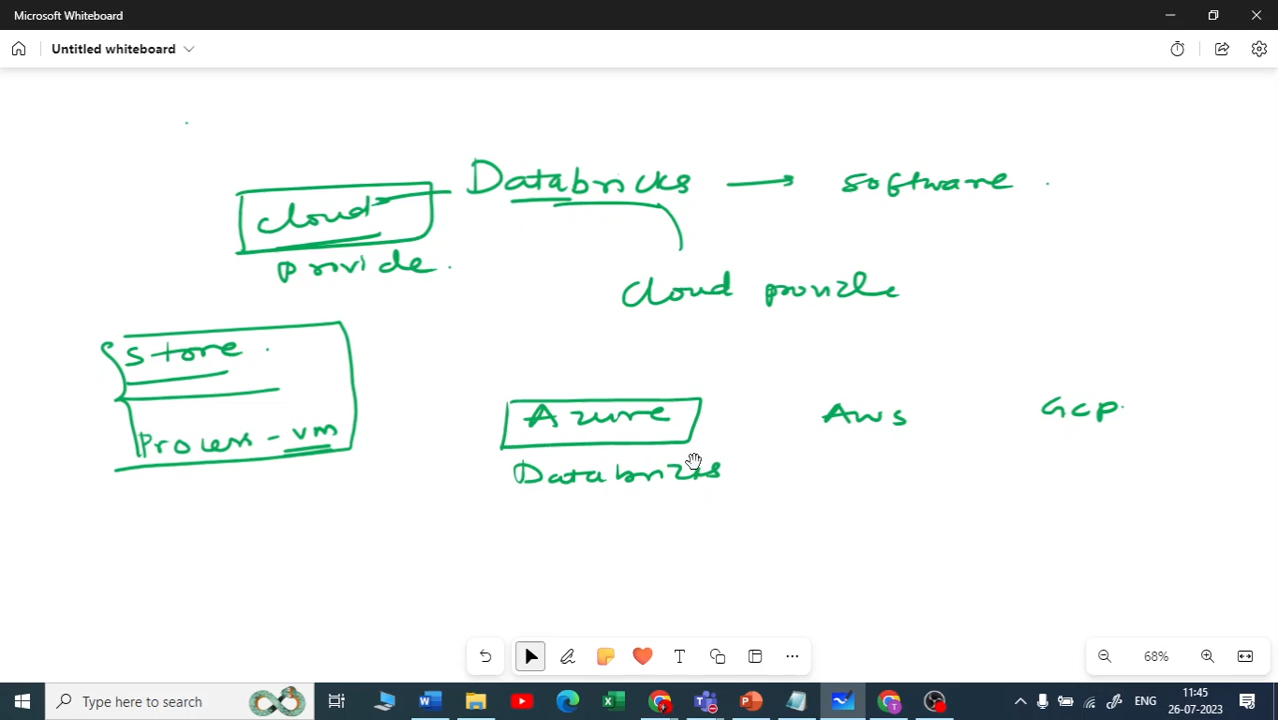 Microsoft Whiteboard
Untitled whiteboard
Databricks → software .
cloud
provide .
cloud provide
store .
Process - vm
Azure
AWS
GCP
Databricks
68%
Type here to search
ENG
11:45
26-07-2023